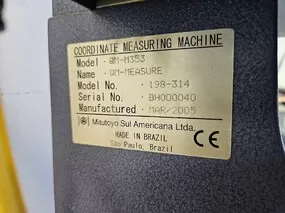 COORDINATE MEASURING MACHINE
Model : QM-M353
Name : QM-MEASURE
Model No. : 198-314
Serial No. : BH000040
Manufactured : MAR/2005
Mitutoyo Sul Americana Ltda.
MADE IN BRAZIL
São Paulo, Brazil
CE